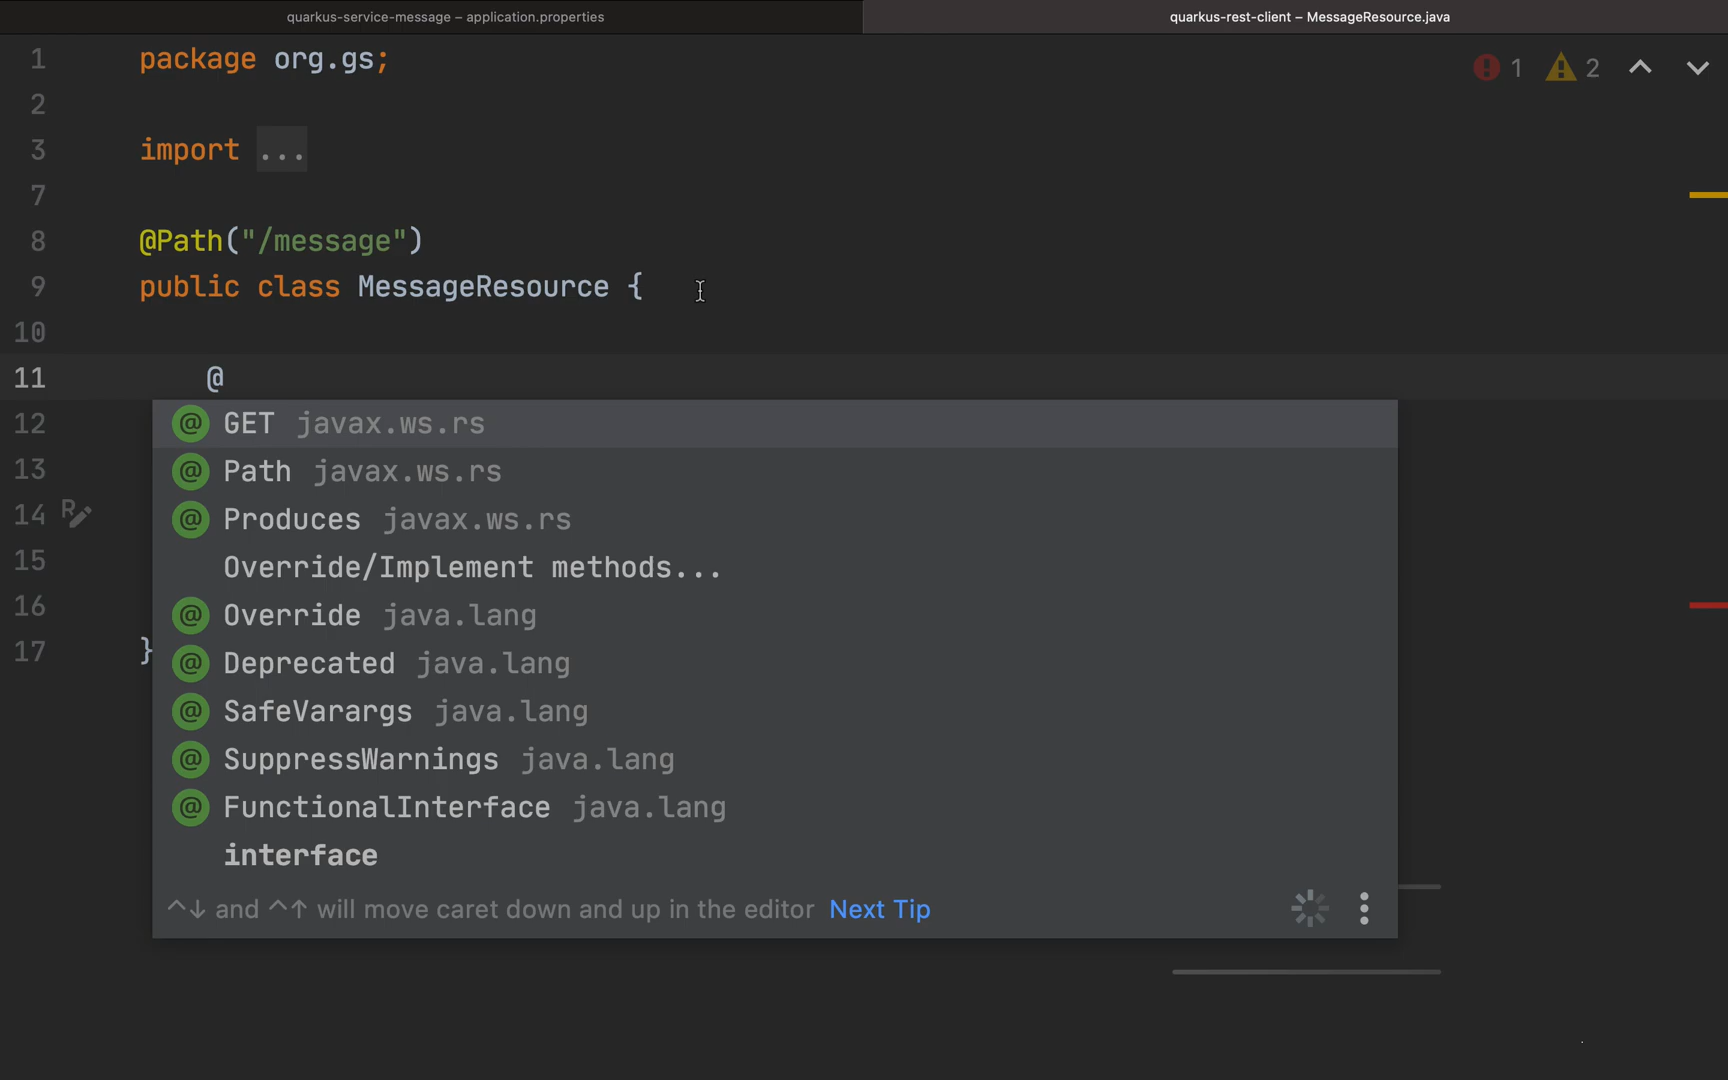 quarkus-service-message – application.properties
quarkus-rest-client – MessageResource.java
1 package org.gs;
1 2
2
3 import ...
7
8 @Path("/message")
9 public class MessageResource {
10
11 @
12
13
14
15
16
17 }
@ GET javax.ws.rs
@ Path javax.ws.rs
@ Produces javax.ws.rs
Override/Implement methods...
@ Override java.lang
@ Deprecated java.lang
@ SafeVarargs java.lang
@ SuppressWarnings java.lang
@ FunctionalInterface java.lang
interface
^↓ and ^↑ will move caret down and up in the editor Next Tip